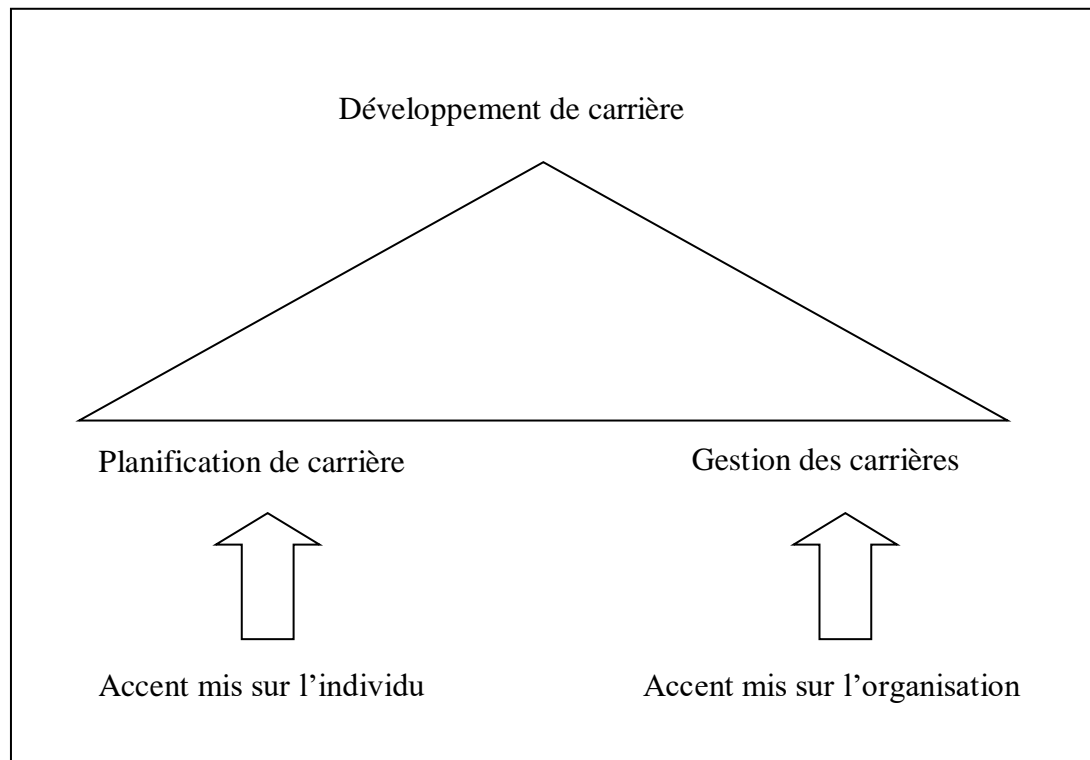 Développement de carrière
Planification de carrière
Gestion des carrières
Accent mis sur l’individu
Accent mis sur l’organisation